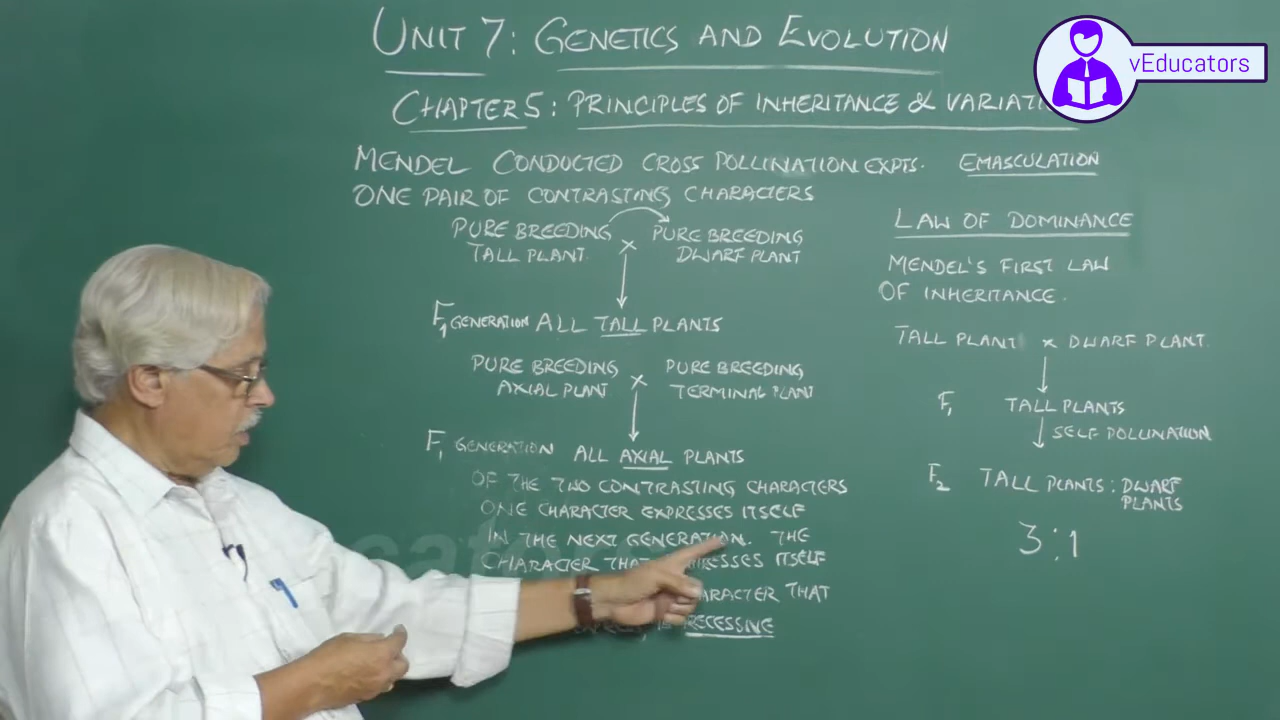 UNIT 7: GENETICS AND EVOLUTION
vEducators
CHAPTER 5: PRINCIPLES OF INHERITANCE & VARIATI
MENDEL CONDUCTED CROSS POLLINATION EXPTS. EMASCULATION
ONE PAIR OF CONTRASTING CHARACTERS
PURE BREEDING TALL PLANT × PURE BREEDING DWARF PLANT
F1 GENERATION ALL TALL PLANTS
PURE BREEDING AXIAL PLANT × PURE BREEDING TERMINAL PLANT
F1 GENERATION ALL AXIAL PLANTS
OF THE TWO CONTRASTING CHARACTERS
ONE CHARACTER EXPRESSES ITSELF
IN THE NEXT GENERATION. THE
CHARACTER ITSELF
THAT
RECESSIVE
LAW OF DOMINANCE
MENDEL'S FIRST LAW
OF INHERITANCE.
TALL PLANT × DWARF PLANT.
F1 TALL PLANTS
SELF POLLINATION
F2 TALL PLANTS: DWARF PLANTS
3:1